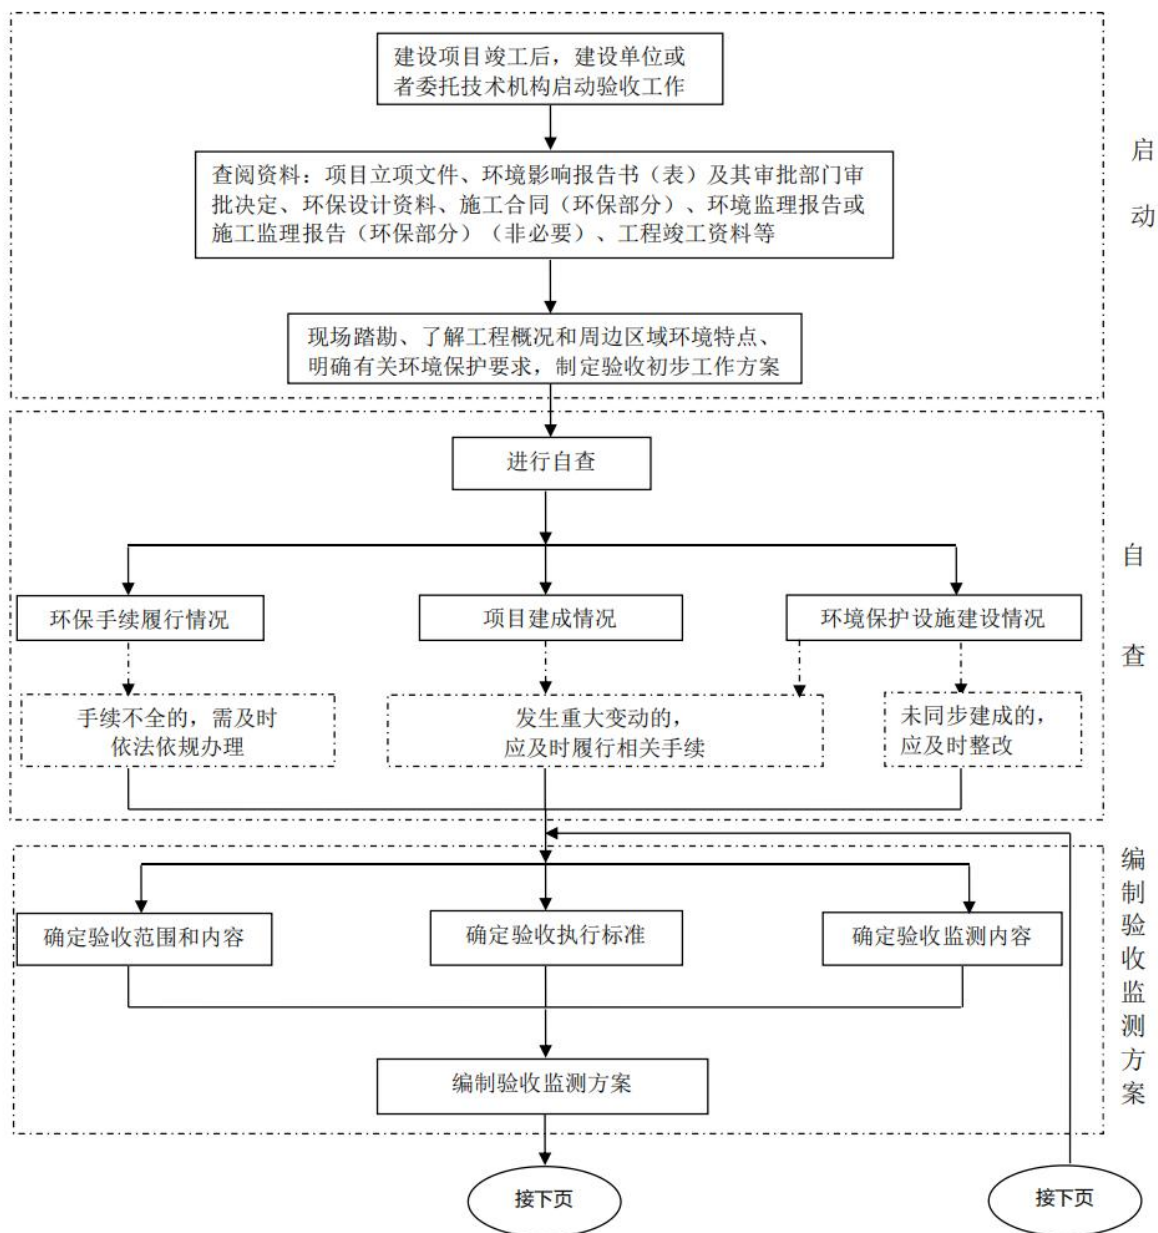 建设项目竣工后，建设单位或
者委托技术机构启动验收工作
启
动
查阅资料：项目立项文件、环境影响报告书（表）及其审批部门审
批决定、环保设计资料、施工合同（环保部分）、环境监理报告或
施工监理报告（环保部分）（非必要）、工程竣工资料等
现场踏勘、了解工程概况和周边区域环境特点、
明确有关环境保护要求，制定验收初步工作方案
进行自查
自
查
环保手续履行情况
项目建成情况
环境保护设施建设情况
手续不全的，需及时
依法依规办理
发生重大变动的，
应及时履行相关手续
未同步建成的，
应及时整改
编
制
验
收
监
测
方
案
确定验收范围和内容
确定验收执行标准
确定验收监测内容
编制验收监测方案
接下页
接下页